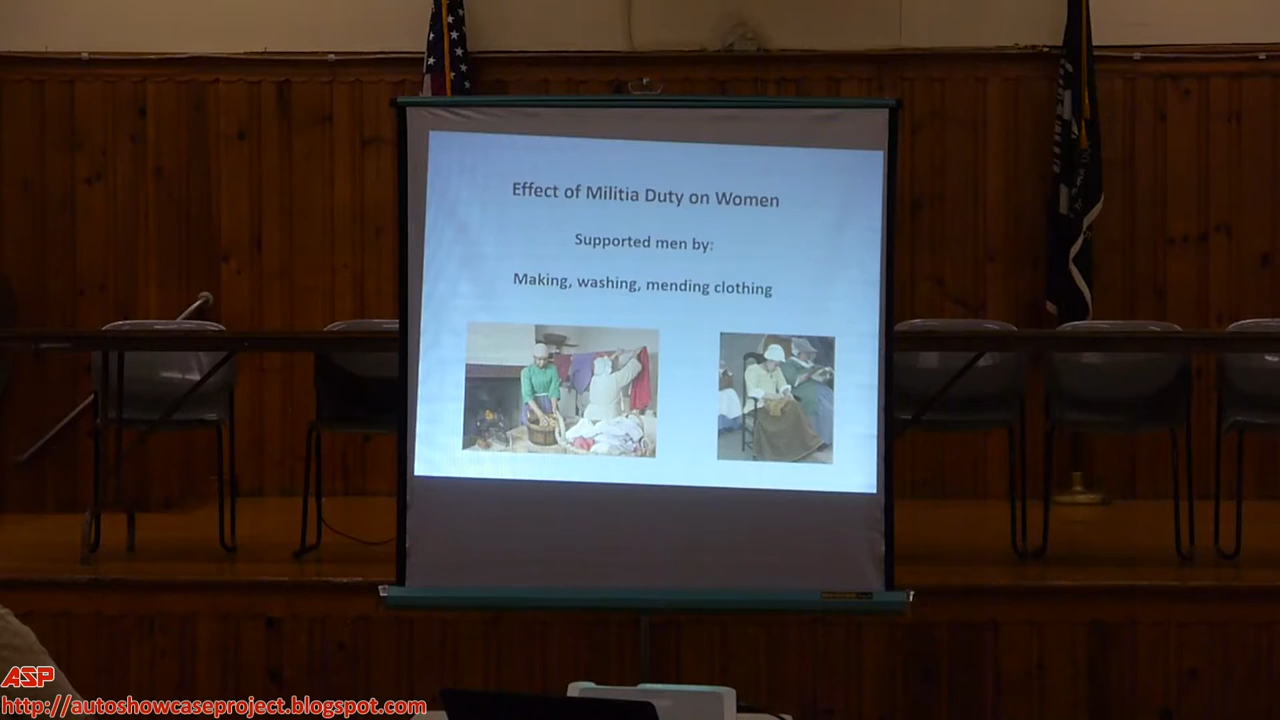 Effect of Militia Duty on Women
Supported men by:
Making, washing, mending clothing
ASP
http://autoshowcaseproject.blogspot.com